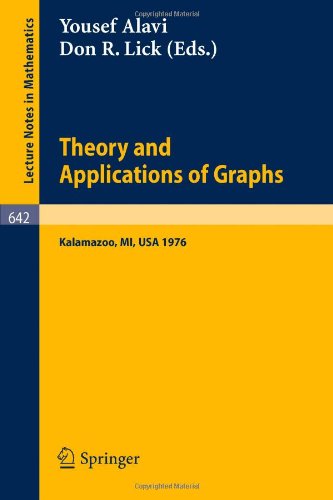 Yousef Alavi
Don R. Lick (Eds.)
Lecture Notes in Mathematics
Theory and
Applications of Graphs
642
Kalamazoo, MI, USA 1976
Springer